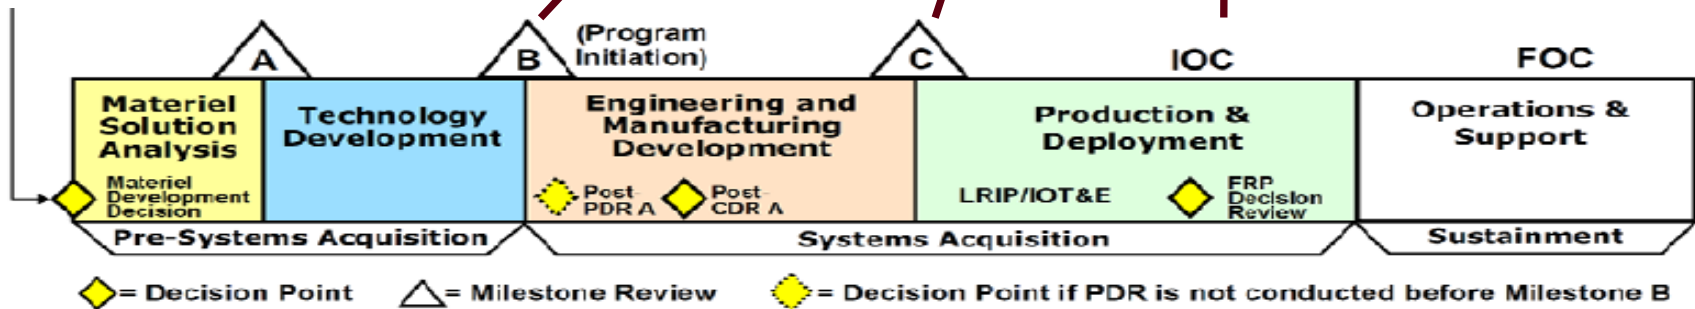 A
B
(Program
Initiation)
C
IOC
FOC
Materiel
Solution
Analysis
Materiel
Development
Decision
Technology
Development
Engineering and
Manufacturing
Development
Post-
PDR A
Post-
CDR A
Production &
Deployment
LRIP/IOT&E
FRP
Decision
Review
Operations &
Support
Pre-Systems Acquisition
Systems Acquisition
Sustainment
= Decision Point
= Milestone Review
= Decision Point if PDR is not conducted before Milestone B